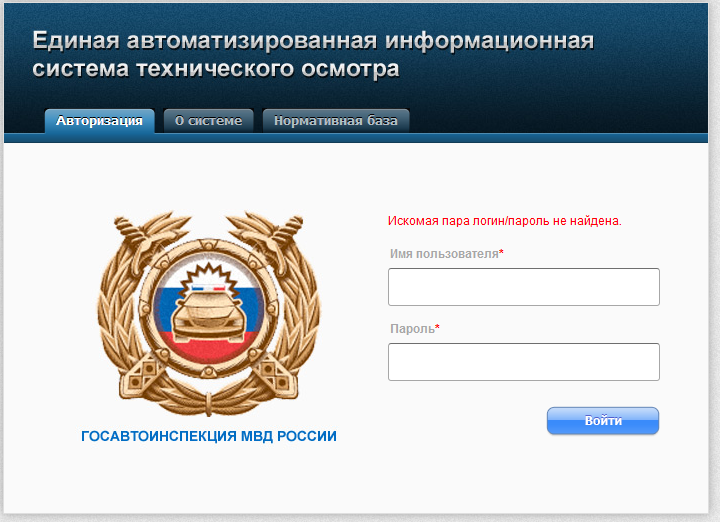 Единая автоматизированная информационная
система технического осмотра
Авторизация
О системе
Нормативная база
Искомая пара логин/пароль не найдена.
Имя пользователя*
Пароль*
Войти
ГОСАВТОИНСПЕКЦИЯ МВД РОССИИ